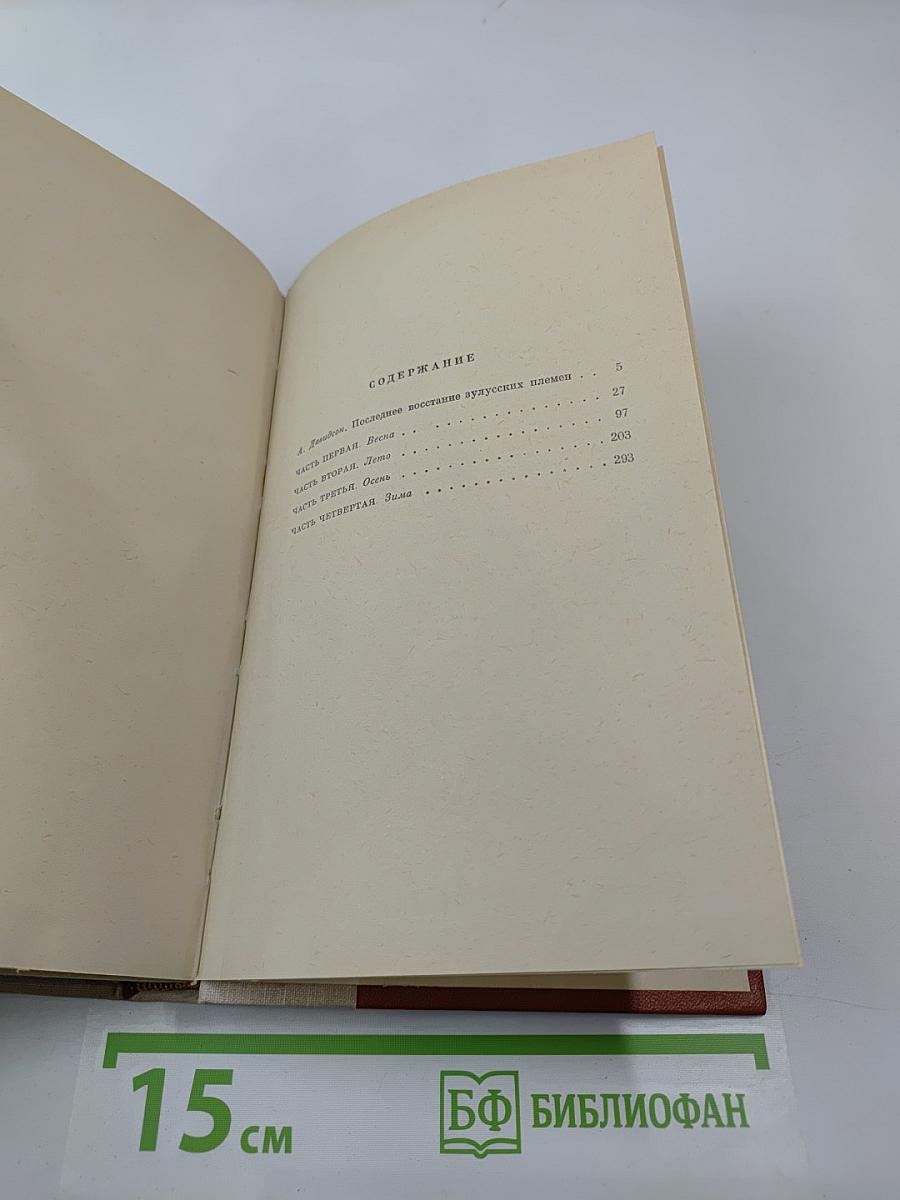 СОДЕРЖАНИЕ
А. Давидсон. Последнее восстание зулусских племен . . 5
ЧАСТЬ ПЕРВАЯ. Весна . . . . . . . . . . . . . . . 27
ЧАСТЬ ВТОРАЯ. Лето . . . . . . . . . . . . . . . 97
ЧАСТЬ ТРЕТЬЯ. Осень . . . . . . . . . . . . . . . 203
ЧАСТЬ ЧЕТВЕРТАЯ. Зима . . . . . . . . . . . . . . 293
15 см
БФ БИБЛИОФАН